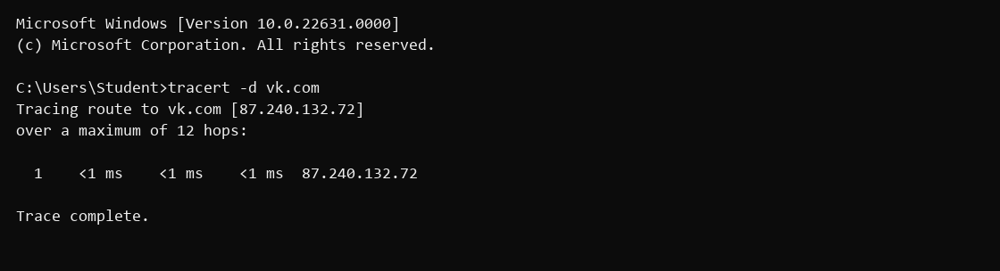 Microsoft Windows [Version 10.0.22631.0000]
(c) Microsoft Corporation. All rights reserved.
C:\Users\Student>tracert -d vk.com
Tracing route to vk.com [87.240.132.72]
over a maximum of 12 hops:
1    <1 ms    <1 ms    <1 ms  87.240.132.72
Trace complete.